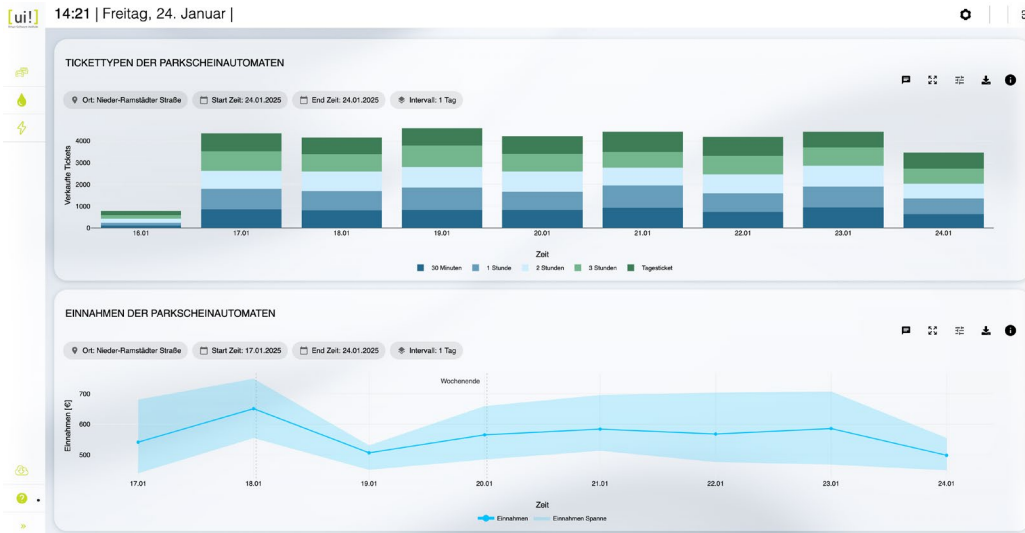 [ui!]
14:21 | Freitag, 24. Januar |
TICKETTYPEN DER PARKSCHEINAUTOMATEN
Ort: Nieder-Ramstädter Straße
Start Zeit: 24.01.2025
End Zeit: 24.01.2025
Intervall: 1 Tag
Verkaufte Tickets
4000
3000
2000
1000
0
16.01 17.01 18.01 19.01 20.01 21.01 22.01 23.01 24.01
Zeit
30 Minuten 1 Stunde 2 Stunden 3 Stunden Tagesticket
EINNAHMEN DER PARKSCHEINAUTOMATEN
Ort: Nieder-Ramstädter Straße
Start Zeit: 17.01.2025
End Zeit: 24.01.2025
Intervall: 1 Tag
Wochenende
Einnahmen [€]
700
600
500
17.01 18.01 19.01 20.01 21.01 22.01 23.01 24.01
Zeit
Einnahmen Einnahmen Spanne